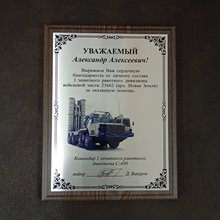 УВАЖАЕМЫЙ
Александр Алексеевич!
Выражаем Вам сердечную
благодарность от личного состава
1 зенитного ракетного дивизиона
войсковой части 23662 (арх. Новая Земля)
за оказанную помощь.
Командир 1 зенитного ракетного
дивизиона С-400
майор Д. Вакуров